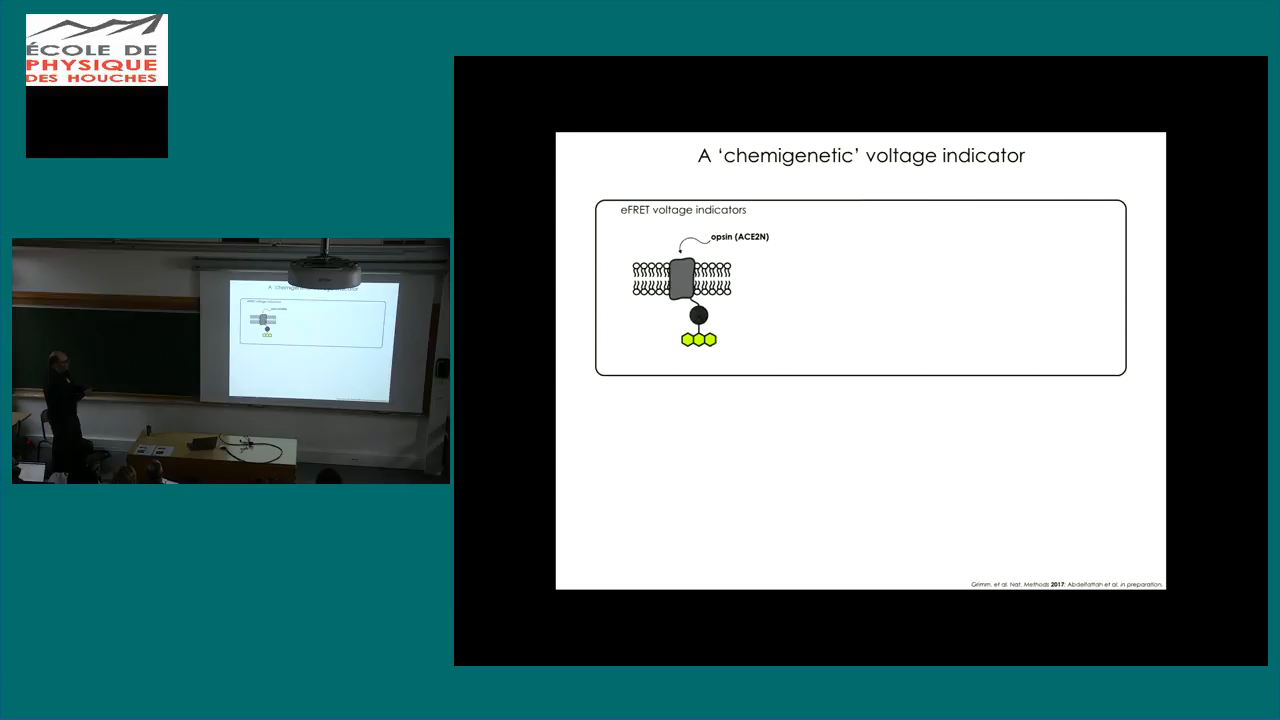 ÉCOLE DE
PHYSIQUE
DES HOUCHES
A ‘chemigenetic’ voltage indicator
eFRET voltage indicators
opsin (ACE2N)
Grimm, et al. Nat. Methods 2017; Abdelfattah et al. in preparation.